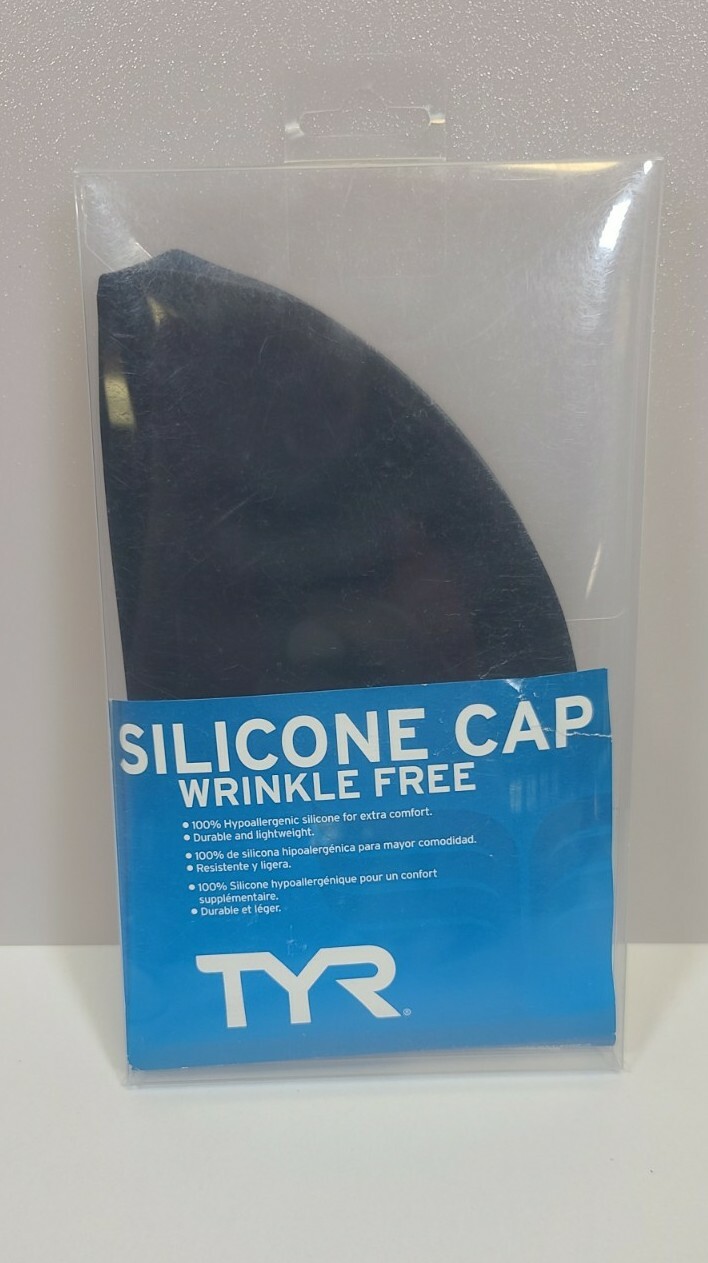 SILICONE CAP
WRINKLE FREE
• 100% Hypoallergenic silicone for extra comfort.
• Durable and lightweight.
• 100% de silicona hipoalergénica para mayor comodidad.
• Resistente y ligera.
• 100% Silicone hypoallergénique pour un confort
supplémentaire.
• Durable et léger.
TYR®